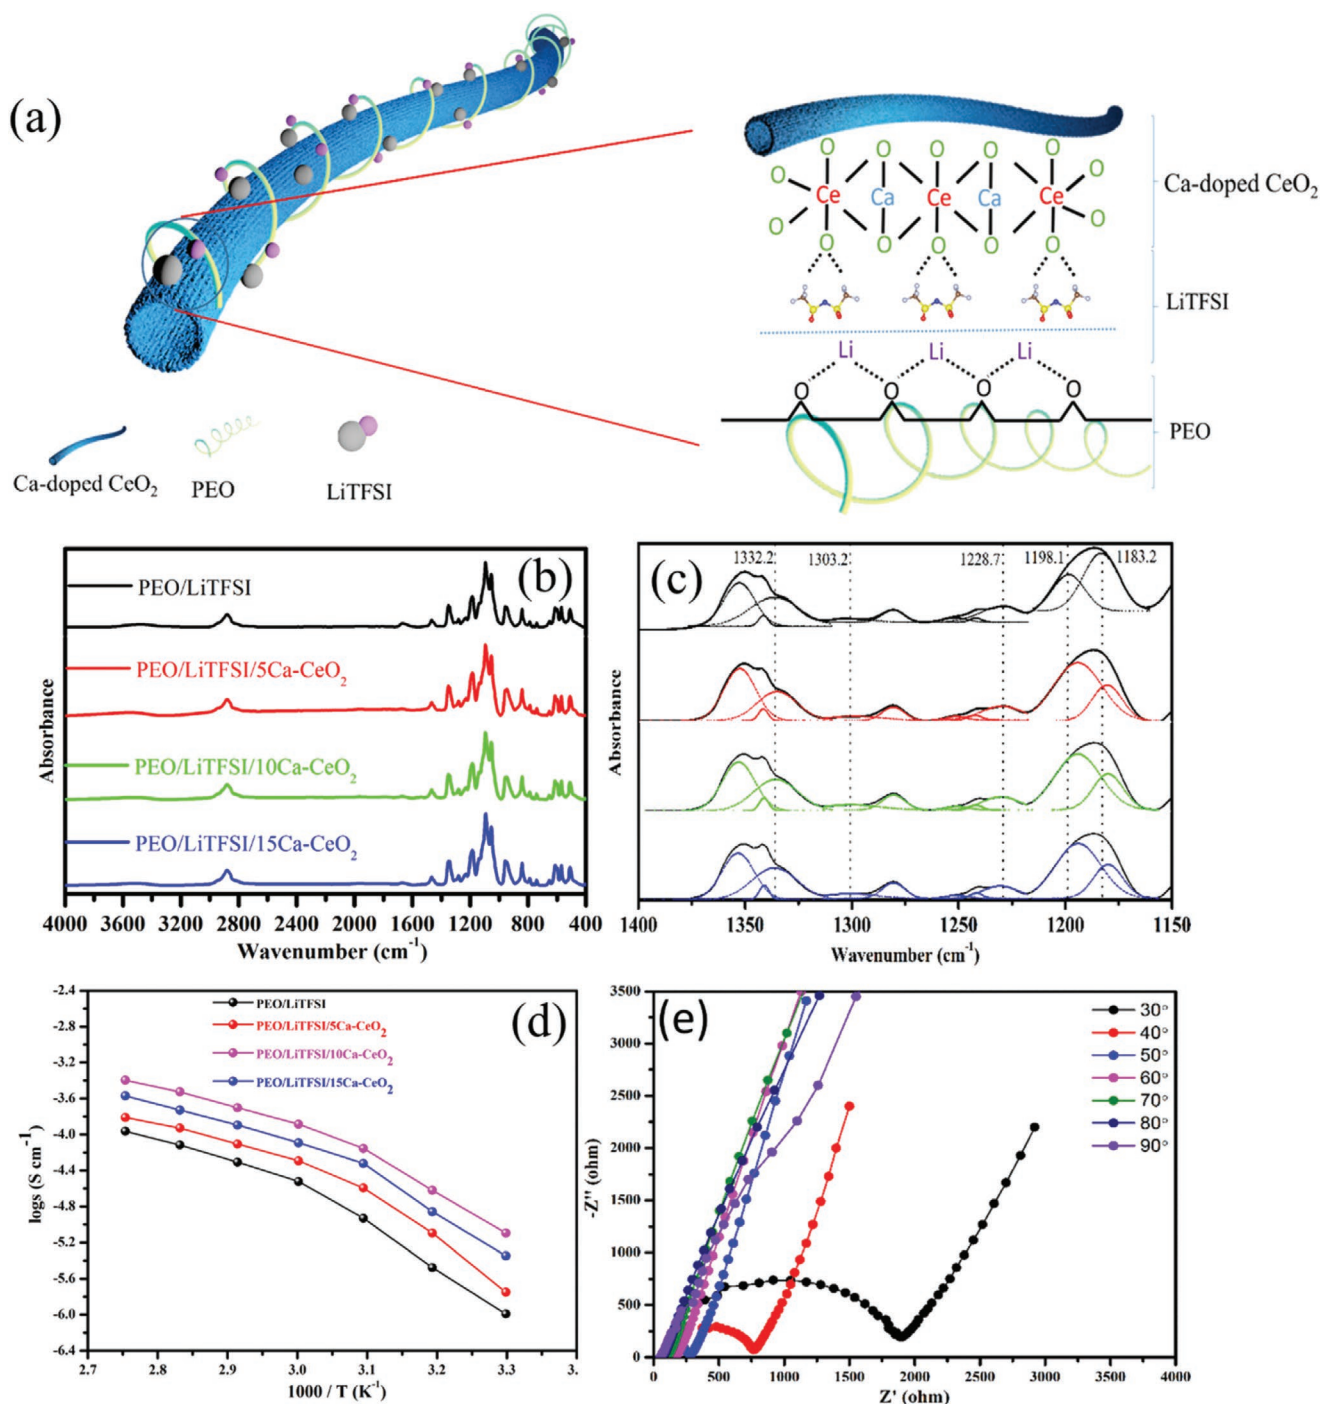 (a)
O O O O O
O O
Ce Ca Ce Ca Ce
O O
O O O O O
Ca-doped CeO2
LiTFSI
Li Li Li
O O O O
PEO
Ca-doped CeO2
PEO
LiTFSI
(b)
PEO/LiTFSI
PEO/LiTFSI/5Ca-CeO2
PEO/LiTFSI/10Ca-CeO2
PEO/LiTFSI/15Ca-CeO2
Absorbance
4000 3600 3200 2800 2400 2000 1600 1200 800 400
Wavenumber (cm-1)
(c)
1332.2 1303.2 1228.7 1198.1 1183.2
Absorbance
1400 1350 1300 1250 1200 1150
Wavenumber (cm-1)
(d)
PEO/LiTFSI
PEO/LiTFSI/5Ca-CeO2
PEO/LiTFSI/10Ca-CeO2
PEO/LiTFSI/15Ca-CeO2
logs (S cm-1)
-2.4
-2.8
-3.2
-3.6
-4.0
-4.4
-4.8
-5.2
-5.6
-6.0
-6.4
2.7 2.8 2.9 3.0 3.1 3.2 3.3 3.
1000 / T (K-1)
(e)
30°
40°
50°
60°
70°
80°
90°
-Z'' (ohm)
3500
3000
2500
2000
1500
1000
500
0
0 500 1000 1500 2000 2500 3000 3500 4000
Z' (ohm)